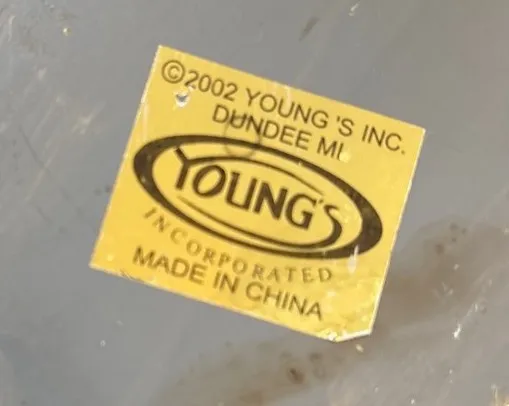 ©2002 YOUNG 'S INC.
DUNDEE MI
YOUNG'S
INCORPORATED
MADE IN CHINA